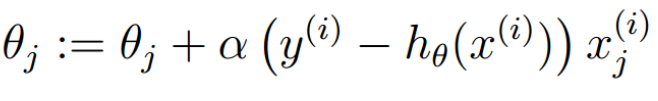 θ_j := θ_j + α (y^(i) − h_θ(x^(i))) x_j^(i)